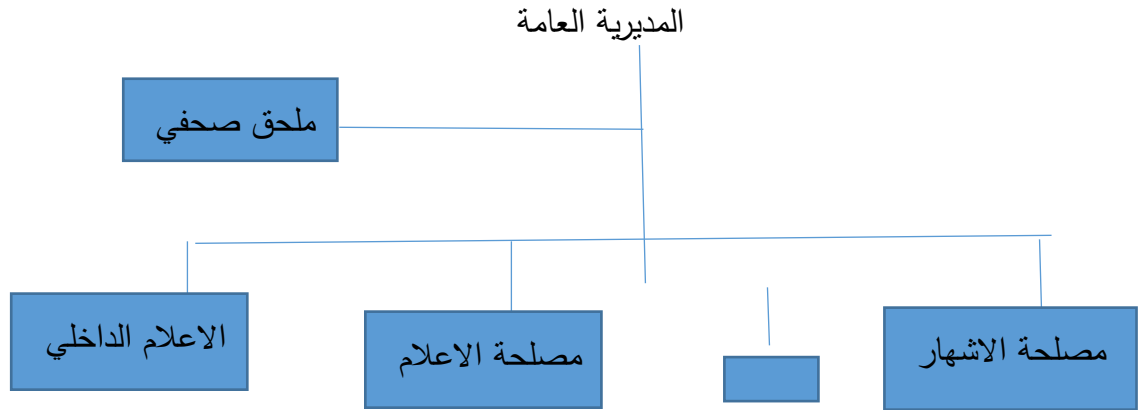 المديرية العامة
ملحق صحفي
مصلحة الاشهار
مصلحة الاعلام
الاعلام الداخلي